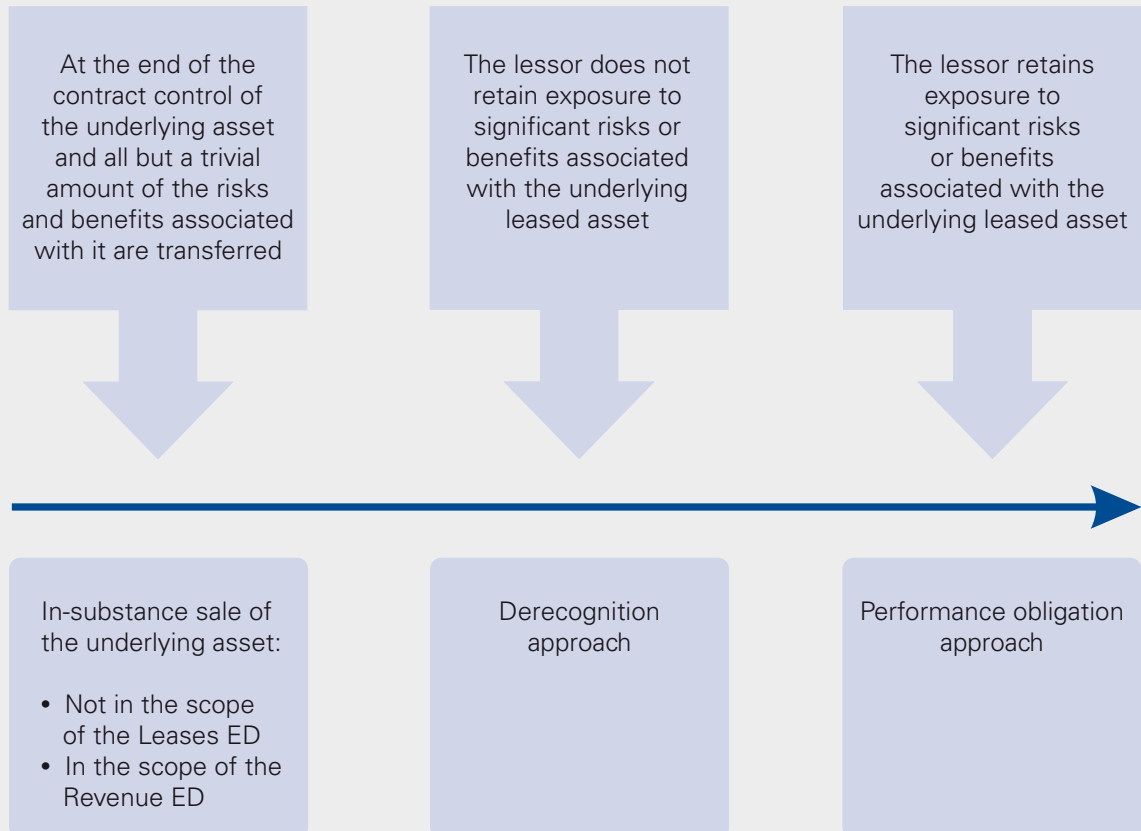 At the end of the
contract control of
the underlying asset
and all but a trivial
amount of the risks
and benefits associated
with it are transferred
The lessor does not
retain exposure to
significant risks or
benefits associated
with the underlying
leased asset
The lessor retains
exposure to
significant risks
or benefits
associated with the
underlying leased asset
In-substance sale of
the underlying asset:
• Not in the scope
of the Leases ED
• In the scope of the
Revenue ED
Derecognition
approach
Performance obligation
approach